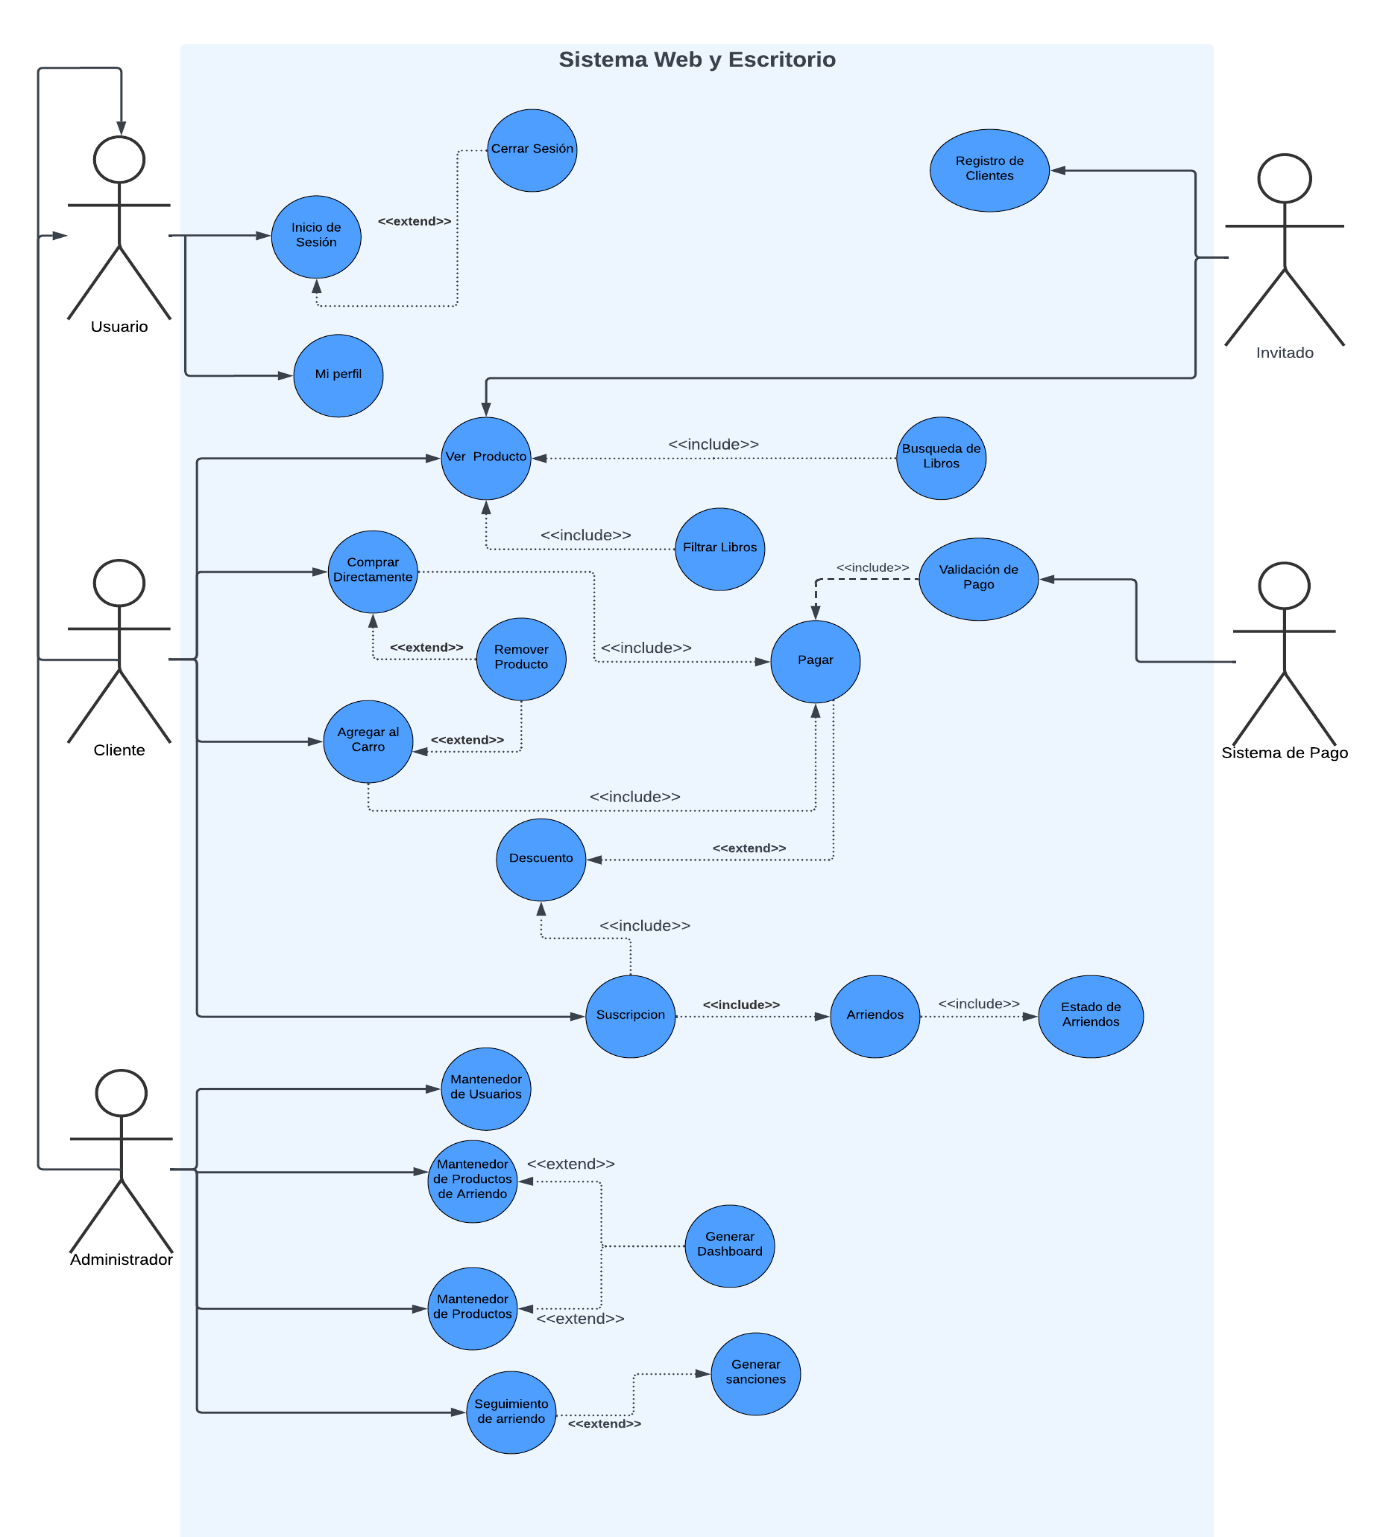 Sistema Web y Escritorio
Cerrar Sesión
Registro de
Clientes
<<extend>>
Inicio de
Sesión
Usuario
Invitado
Mi perfil
<<include>>
Ver  Producto
Busqueda de
Libros
<<include>>
Filtrar Libros
Comprar
Directamente
<<include>>
Validación de
Pago
<<extend>>
Remover
Producto
<<include>>
Pagar
Cliente
Agregar al
Carro
<<extend>>
Sistema de Pago
<<include>>
Descuento
<<extend>>
<<include>>
Suscripcion
<<include>>
Arriendos
<<include>>
Estado de
Arriendos
Mantenedor
de Usuarios
Mantenedor
de Productos
de Arriendo
<<extend>>
Generar
Dashboard
Administrador
Mantenedor
de Productos
<<extend>>
Generar
sanciones
Seguimiento
de arriendo
<<extend>>